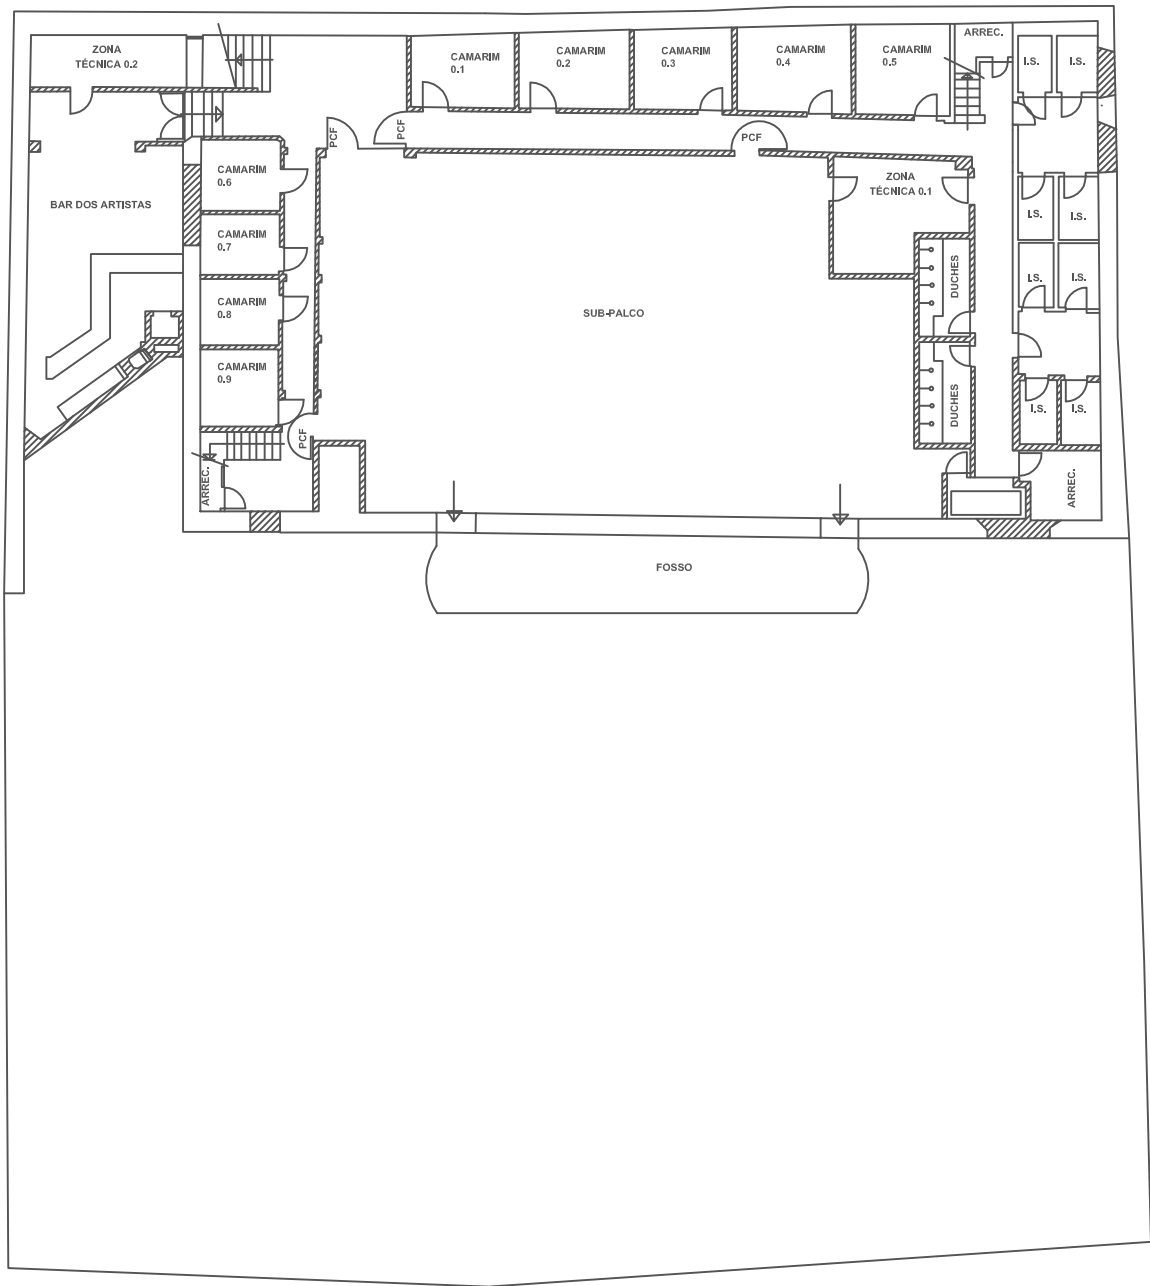 ZONA
TÉCNICA 0.2
CAMARIM
0.1
CAMARIM
0.2
CAMARIM
0.3
CAMARIM
0.4
CAMARIM
0.5
ARREC.
I.S.
I.S.
PCF
PCF
PCF
CAMARIM
0.6
ZONA
TÉCNICA 0.1
BAR DOS ARTISTAS
I.S.
I.S.
CAMARIM
0.7
DUCHES
I.S.
I.S.
CAMARIM
0.8
SUB-PALCO
CAMARIM
0.9
DUCHES
I.S.
I.S.
PCF
ARREC.
ARREC.
FOSSO